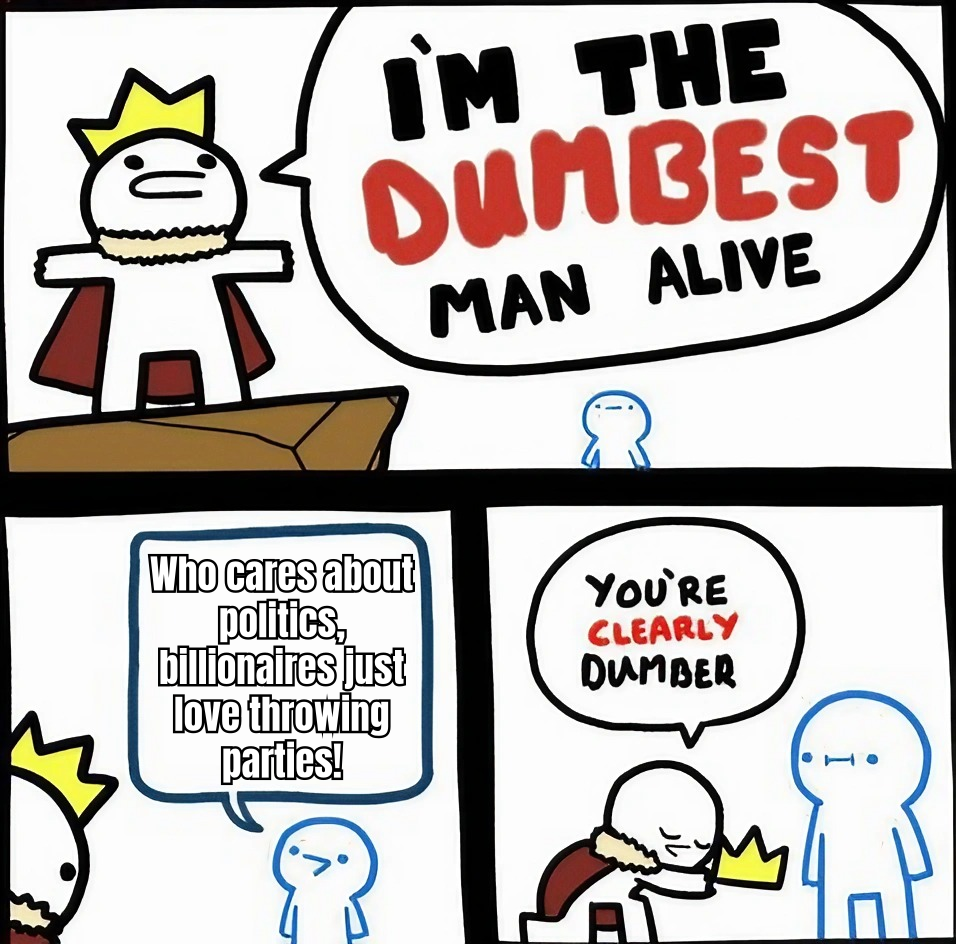 I'M THE
DUMBEST
MAN ALIVE
Who cares about
politics,
billionaires just
love throwing
parties!
YOU'RE
CLEARLY
DUMBER